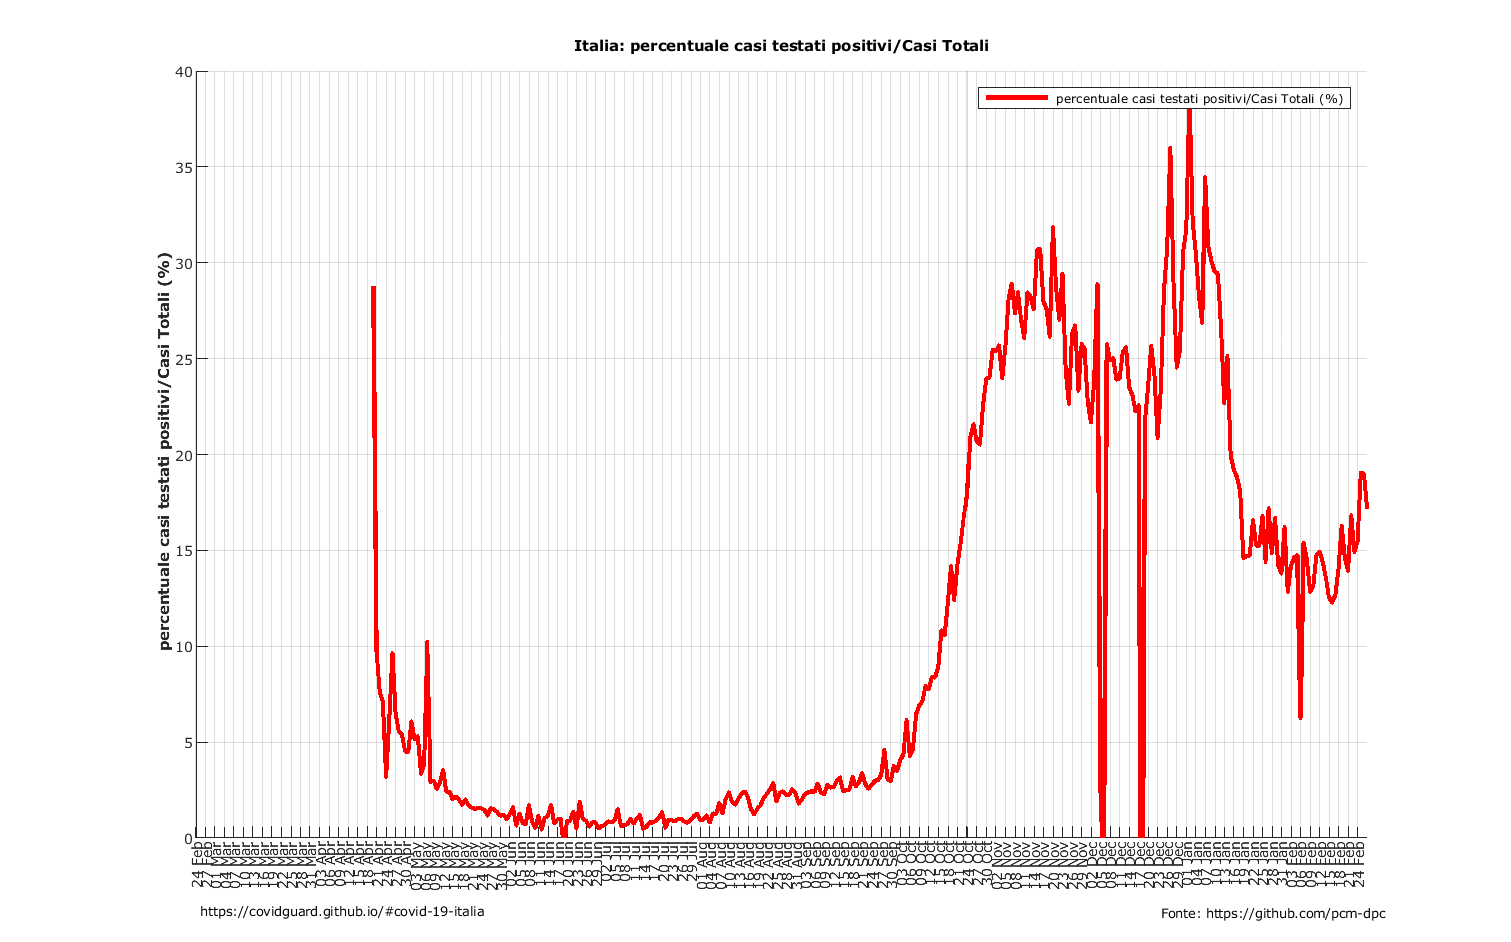 Italia: percentuale casi testati positivi/Casi Totali
percentuale casi testati positivi/Casi Totali (%)
percentuale casi testati positivi/Casi Totali (%)
40
35
30
25
20
15
10
5
0
24 Feb
27 Feb
01 Mar
04 Mar
07 Mar
10 Mar
13 Mar
16 Mar
19 Mar
22 Mar
25 Mar
28 Mar
31 Mar
03 Apr
06 Apr
09 Apr
12 Apr
15 Apr
18 Apr
21 Apr
24 Apr
27 Apr
30 Apr
03 May
06 May
09 May
12 May
15 May
18 May
21 May
24 May
27 May
30 May
02 Jun
05 Jun
08 Jun
11 Jun
14 Jun
17 Jun
20 Jun
23 Jun
26 Jun
29 Jun
02 Jul
05 Jul
08 Jul
11 Jul
14 Jul
17 Jul
20 Jul
23 Jul
26 Jul
29 Jul
01 Aug
04 Aug
07 Aug
10 Aug
13 Aug
16 Aug
19 Aug
22 Aug
25 Aug
28 Aug
31 Aug
03 Sep
06 Sep
09 Sep
12 Sep
15 Sep
18 Sep
21 Sep
24 Sep
27 Sep
30 Sep
03 Oct
06 Oct
09 Oct
12 Oct
15 Oct
18 Oct
21 Oct
24 Oct
27 Oct
30 Oct
02 Nov
05 Nov
08 Nov
11 Nov
14 Nov
17 Nov
20 Nov
23 Nov
26 Nov
29 Nov
02 Dec
05 Dec
08 Dec
11 Dec
14 Dec
17 Dec
20 Dec
23 Dec
26 Dec
29 Dec
01 Jan
04 Jan
07 Jan
10 Jan
13 Jan
16 Jan
19 Jan
22 Jan
25 Jan
28 Jan
31 Jan
03 Feb
06 Feb
09 Feb
12 Feb
15 Feb
18 Feb
21 Feb
24 Feb
https://covidguard.github.io/#covid-19-italia
Fonte: https://github.com/pcm-dpc